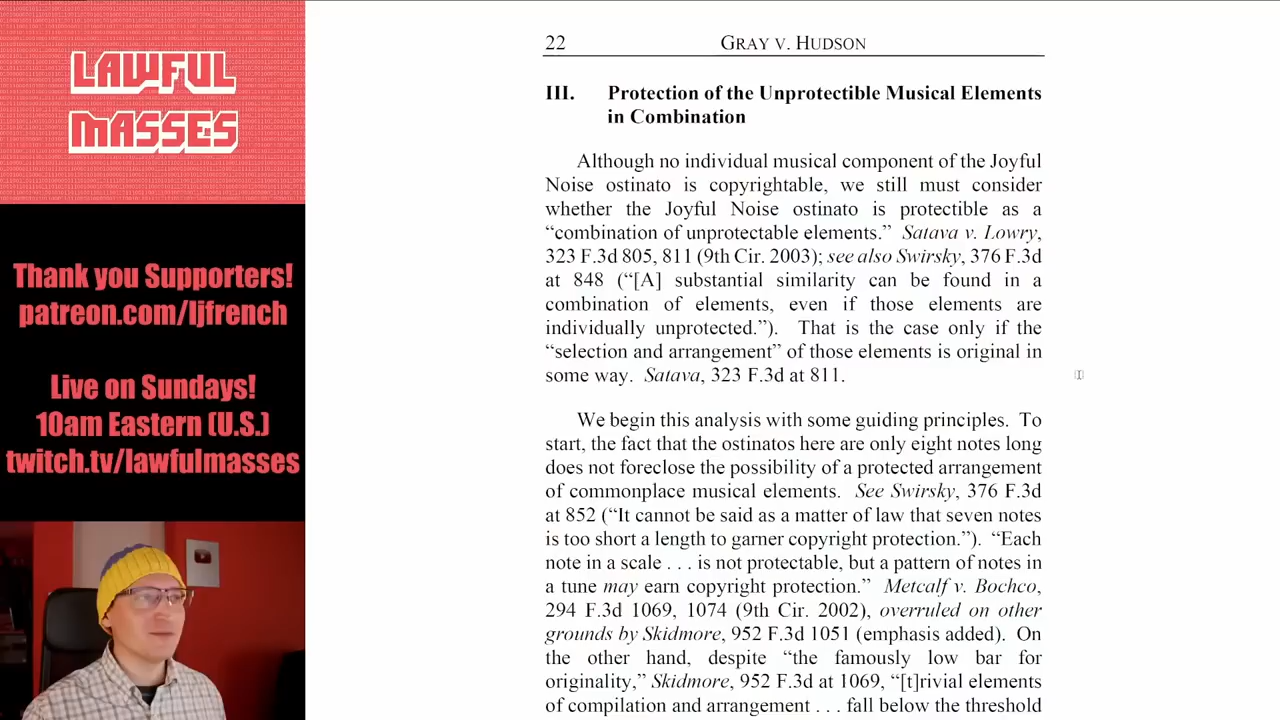 LAWFUL
MASSES
Thank you Supporters!
patreon.com/ljfrench
Live on Sundays!
10am Eastern (U.S.)
twitch.tv/lawfulmasses
22 GRAY V. HUDSON
III. Protection of the Unprotectible Musical Elements
in Combination
Although no individual musical component of the Joyful
Noise ostinato is copyrightable, we still must consider
whether the Joyful Noise ostinato is protectible as a
“combination of unprotectable elements.” Satava v. Lowry,
323 F.3d 805, 811 (9th Cir. 2003); see also Swirsky, 376 F.3d
at 848 (“[A] substantial similarity can be found in a
combination of elements, even if those elements are
individually unprotected.”). That is the case only if the
“selection and arrangement” of those elements is original in
some way. Satava, 323 F.3d at 811.
We begin this analysis with some guiding principles. To
start, the fact that the ostinatos here are only eight notes long
does not foreclose the possibility of a protected arrangement
of commonplace musical elements. See Swirsky, 376 F.3d
at 852 (“It cannot be said as a matter of law that seven notes
is too short a length to garner copyright protection.”). “Each
note in a scale . . . is not protectable, but a pattern of notes in
a tune may earn copyright protection.” Metcalf v. Bochco,
294 F.3d 1069, 1074 (9th Cir. 2002), overruled on other
grounds by Skidmore, 952 F.3d 1051 (emphasis added). On
the other hand, despite “the famously low bar for
originality,” Skidmore, 952 F.3d at 1069, “[t]rivial elements
of compilation and arrangement . . . fall below the threshold